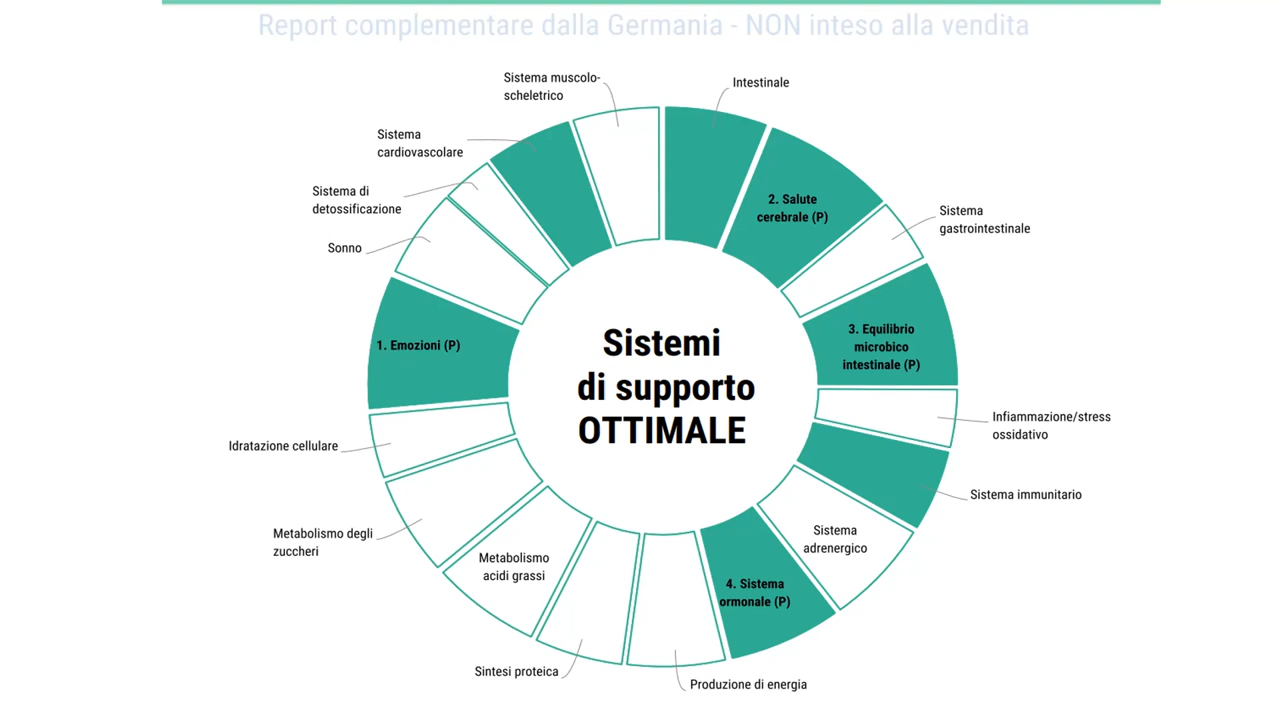 Report complementare dalla Germania - NON inteso alla vendita
Sistema muscolo-
scheletrico
Intestinale
Sistema
cardiovascolare
2. Salute
cerebrale (P)
Sistema di
detossificazione
Sistema
gastrointestinale
Sonno
3. Equilibrio
microbico
intestinale (P)
1. Emozioni (P)
Sistemi
di supporto
OTTIMALE
Infiammazione/stress
ossidativo
Idratazione cellulare
Sistema immunitario
Metabolismo degli
zuccheri
Sistema
adrenergico
Metabolismo
acidi grassi
4. Sistema
ormonale (P)
Sintesi proteica
Produzione di energia